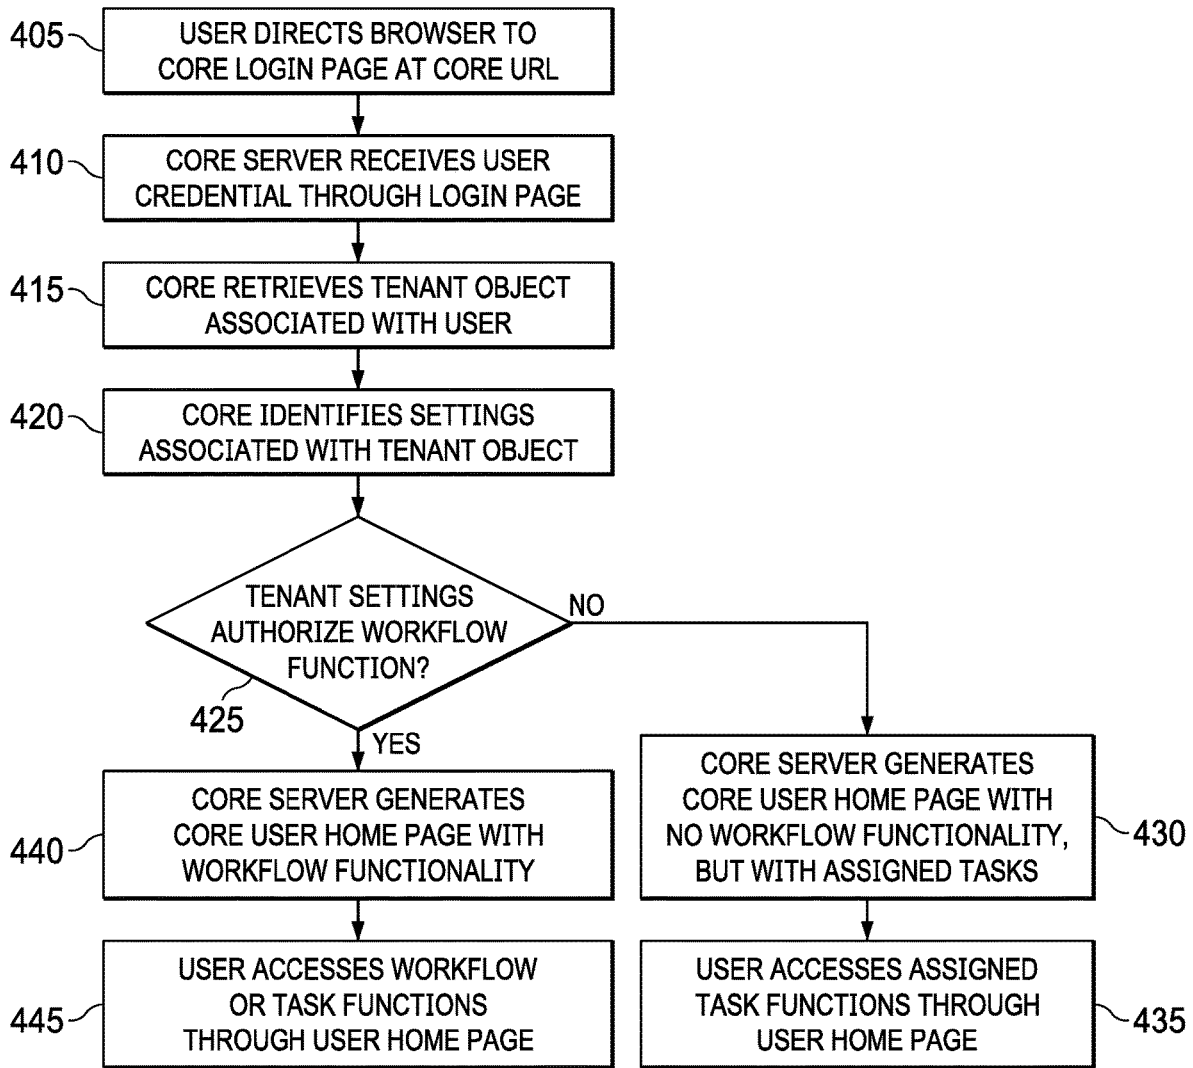 405
USER DIRECTS BROWSER TO
CORE LOGIN PAGE AT CORE URL
410
CORE SERVER RECEIVES USER
CREDENTIAL THROUGH LOGIN PAGE
415
CORE RETRIEVES TENANT OBJECT
ASSOCIATED WITH USER
420
CORE IDENTIFIES SETTINGS
ASSOCIATED WITH TENANT OBJECT
TENANT SETTINGS
AUTHORIZE WORKFLOW
FUNCTION?
425
NO
YES
440
CORE SERVER GENERATES
CORE USER HOME PAGE WITH
WORKFLOW FUNCTIONALITY
CORE SERVER GENERATES
CORE USER HOME PAGE WITH
NO WORKFLOW FUNCTIONALITY,
BUT WITH ASSIGNED TASKS
430
445
USER ACCESSES WORKFLOW
OR TASK FUNCTIONS
THROUGH USER HOME PAGE
USER ACCESSES ASSIGNED
TASK FUNCTIONS THROUGH
USER HOME PAGE
435